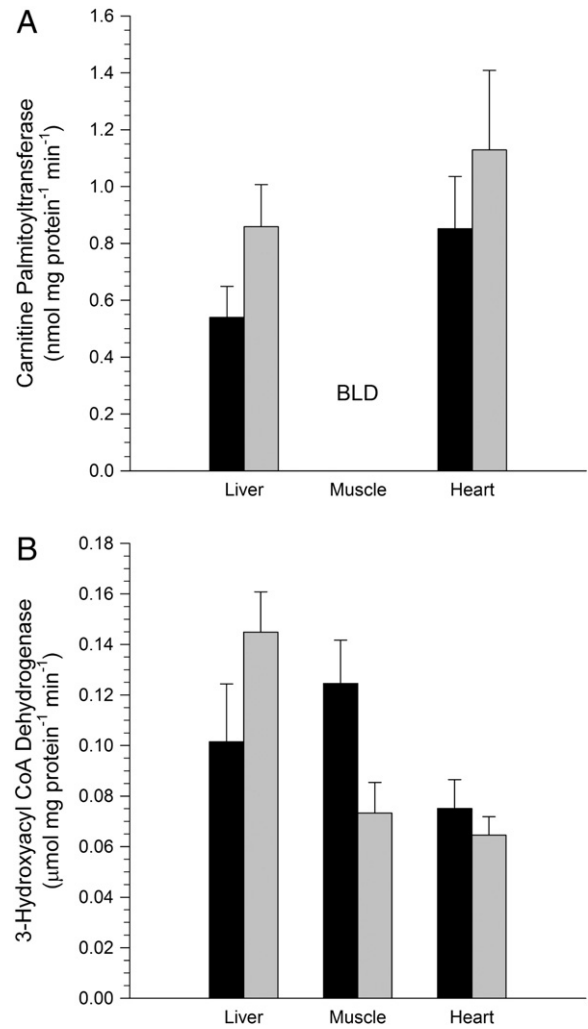 A
Carnitine Palmitoyltransferase
(nmol mg protein⁻¹ min⁻¹)
1.6
1.4
1.2
1.0
0.8
0.6
0.4
0.2
0.0
BLD
Liver Muscle Heart
B
3-Hydroxyacyl CoA Dehydrogenase
(μmol mg protein⁻¹ min⁻¹)
0.18
0.16
0.14
0.12
0.10
0.08
0.06
0.04
0.02
0.00
Liver Muscle Heart